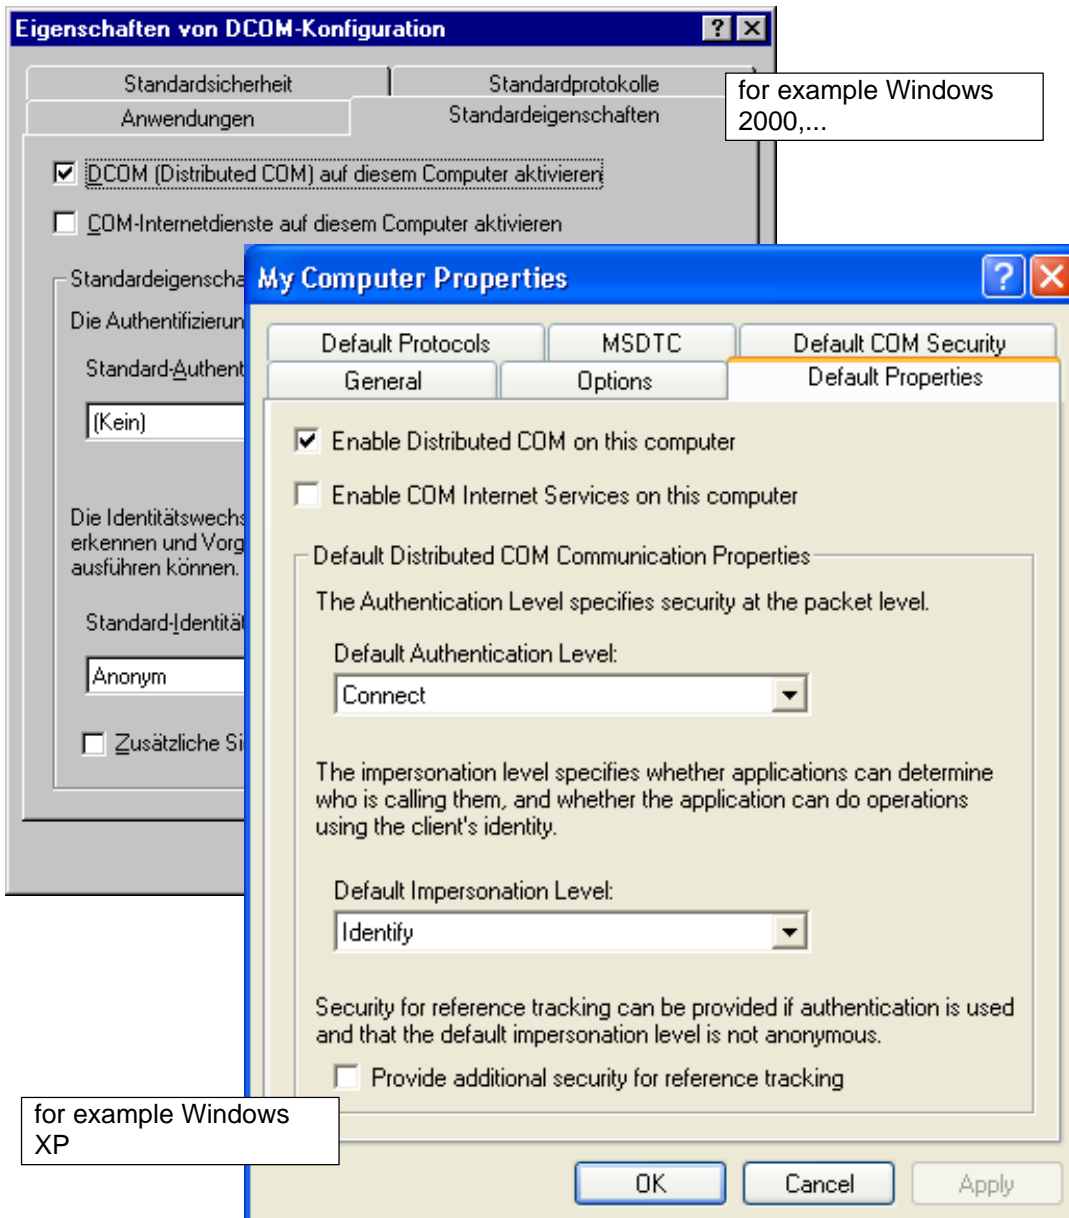 Eigenschaften von DCOM-Konfiguration
Standardsicherheit
Standardprotokolle
Anwendungen
Standardeigenschaften
for example Windows
2000,...
DCOM (Distributed COM) auf diesem Computer aktivieren
COM-Internetdienste auf diesem Computer aktivieren
Standardeigenscha
Die Authentifizierun
Standard-Authent
(Kein)
Die Identitätswechs
erkennen und Vorg
ausführen können.
Standard-Identität
Anonym
Zusätzliche Si
My Computer Properties
Default Protocols
MSDTC
Default COM Security
General
Options
Default Properties
Enable Distributed COM on this computer
Enable COM Internet Services on this computer
Default Distributed COM Communication Properties
The Authentication Level specifies security at the packet level.
Default Authentication Level:
Connect
The impersonation level specifies whether applications can determine
who is calling them, and whether the application can do operations
using the client's identity.
Default Impersonation Level:
Identify
Security for reference tracking can be provided if authentication is used
and that the default impersonation level is not anonymous.
Provide additional security for reference tracking
for example Windows
XP
OK
Cancel
Apply